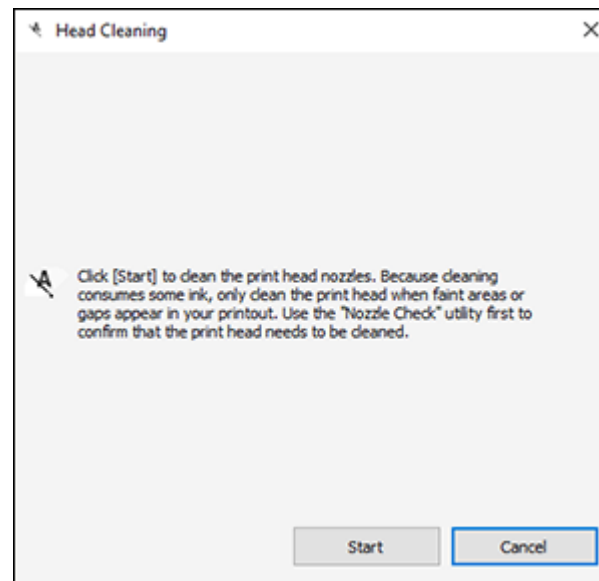 Head Cleaning
Click [Start] to clean the print head nozzles. Because cleaning
consumes some ink, only clean the print head when faint areas or
gaps appear in your printout. Use the "Nozzle Check" utility first to
confirm that the print head needs to be cleaned.
Start
Cancel